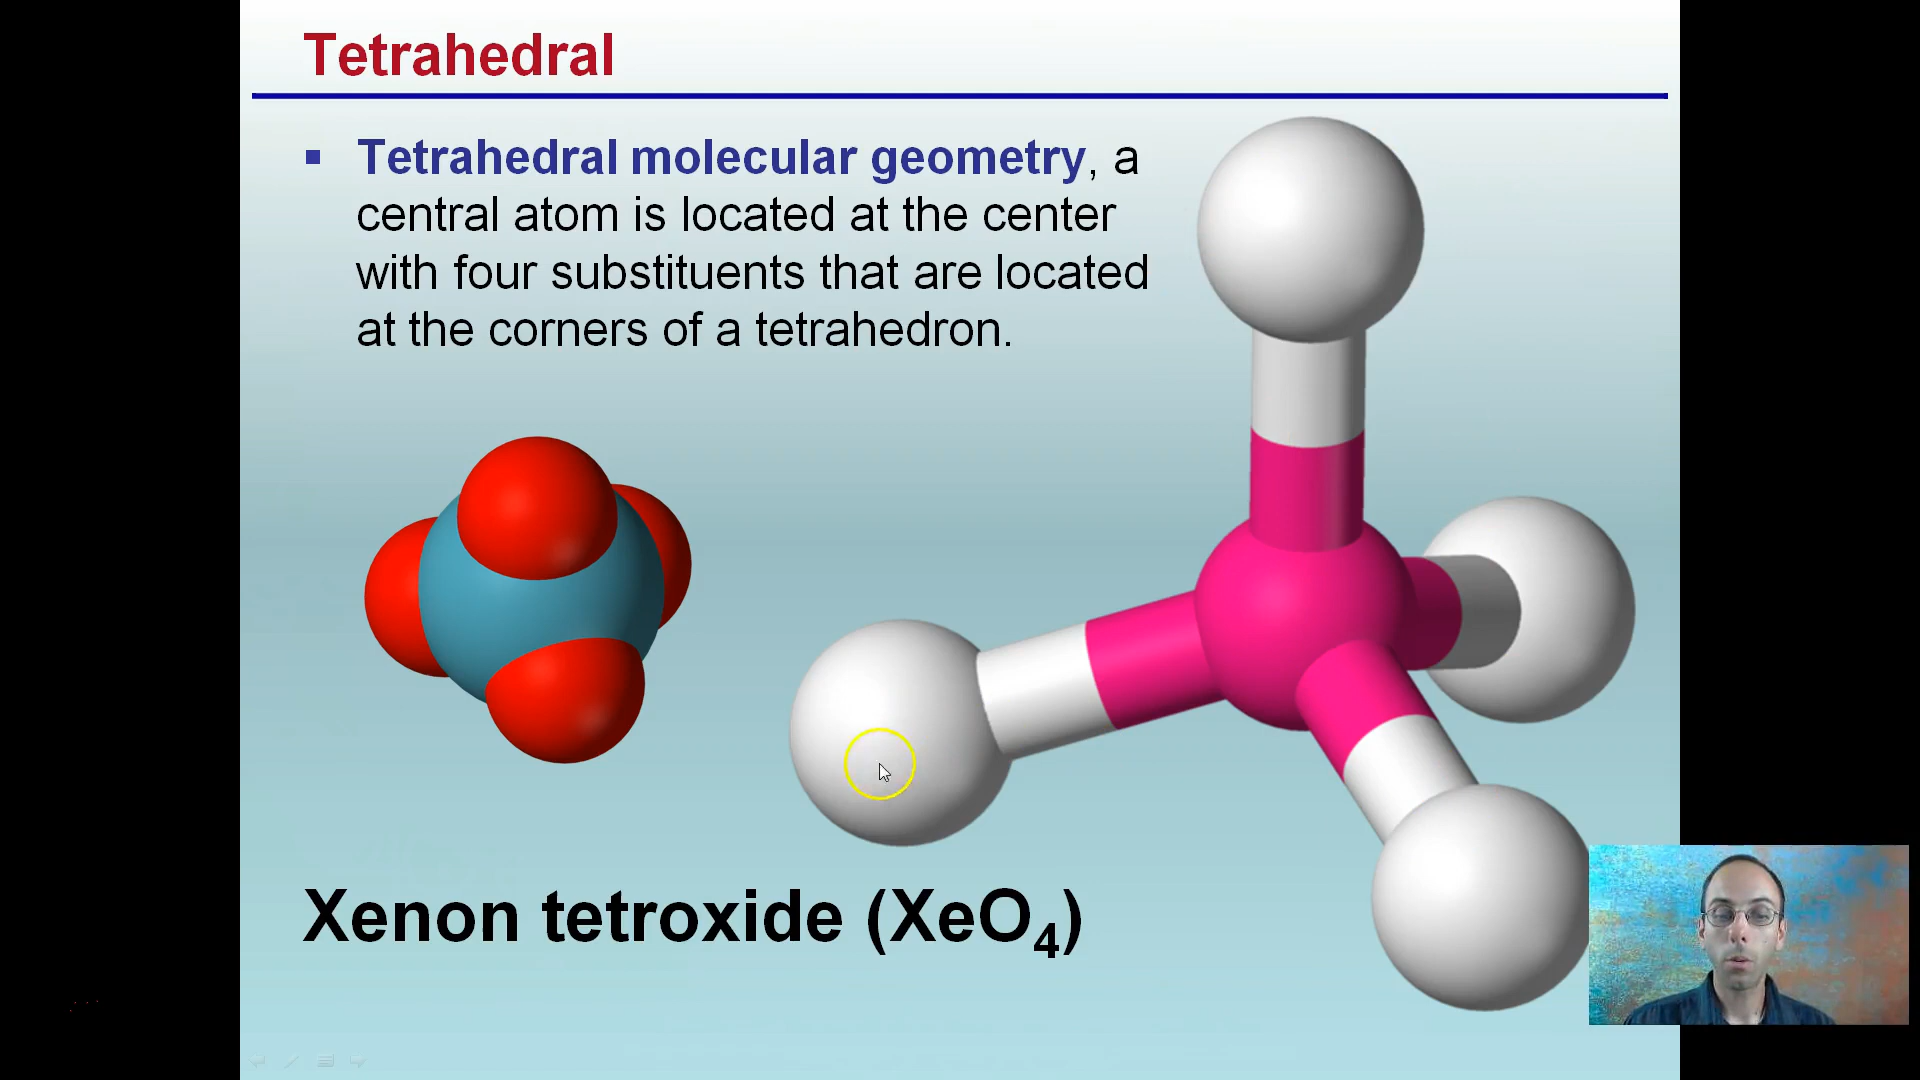 Tetrahedral
▪ Tetrahedral molecular geometry, a
central atom is located at the center
with four substituents that are located
at the corners of a tetrahedron.
Xenon tetroxide (XeO₄)